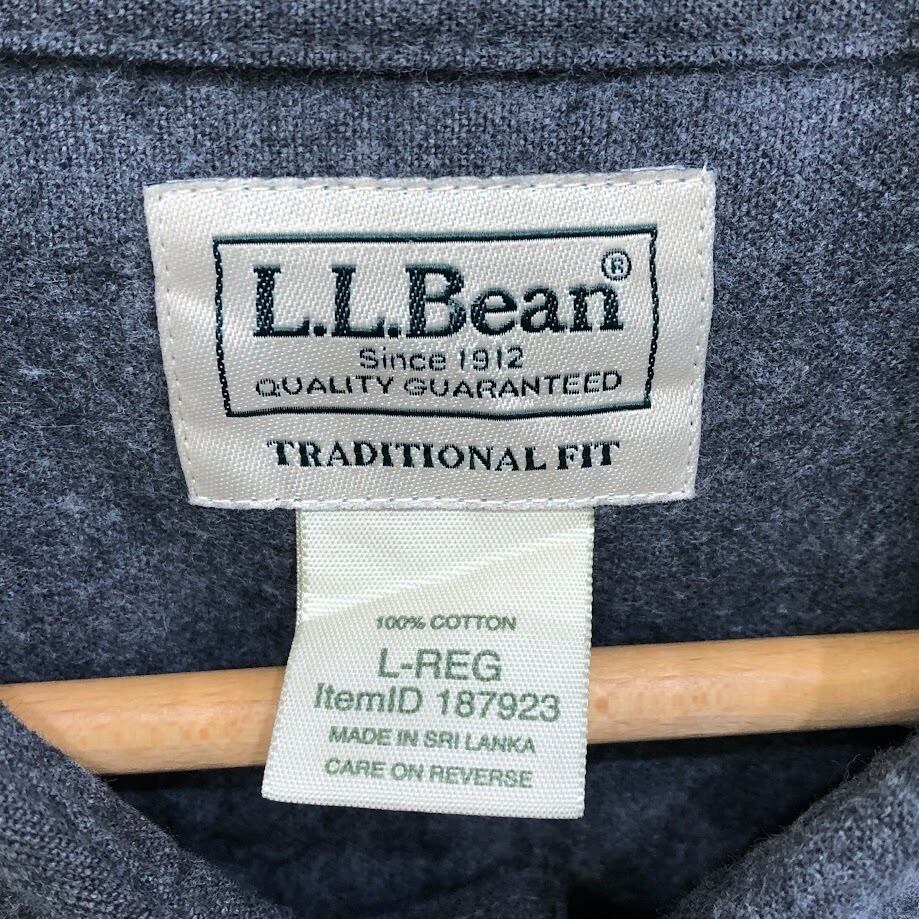 L.L.Bean®
Since 1912
QUALITY GUARANTEED
TRADITIONAL FIT
100% COTTON
L-REG
ItemID 187923
MADE IN SRI LANKA
CARE ON REVERSE